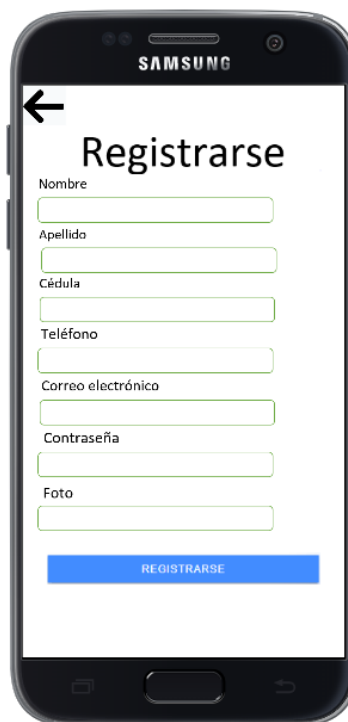 SAMSUNG
Registrarse
Nombre
Apellido
Cédula
Teléfono
Correo electrónico
Contraseña
Foto
REGISTRARSE